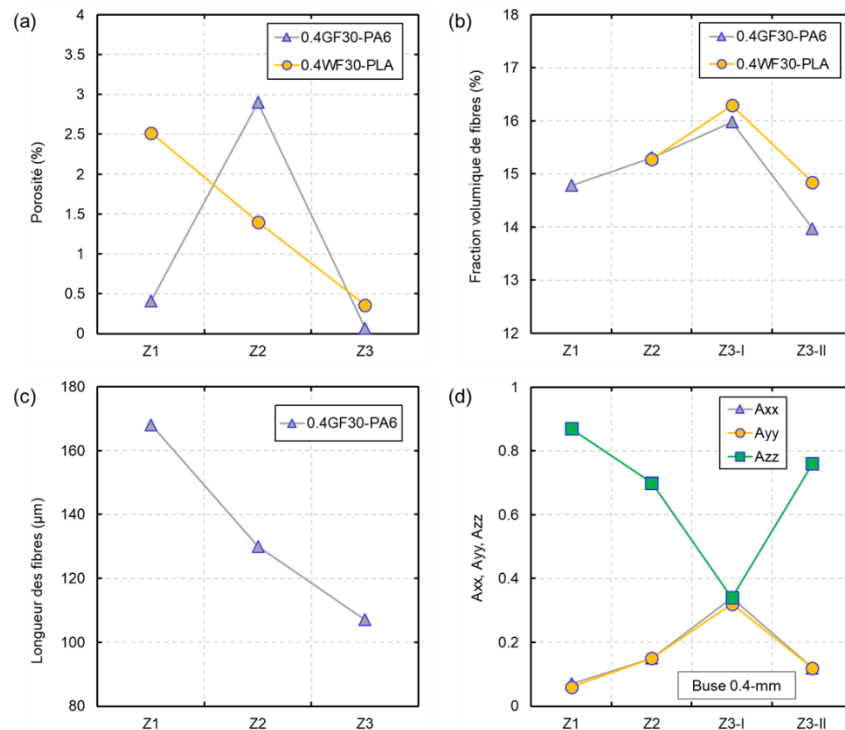 (a)
4
3.5
3
2.5
2
1.5
1
0.5
0
Porosité (%)
0.4GF30-PA6
0.4WF30-PLA
Z1 Z2 Z3
(b)
18
17
16
15
14
13
12
Fraction volumique de fibres (%)
0.4GF30-PA6
0.4WF30-PLA
Z1 Z2 Z3-I Z3-II
(c)
180
160
140
120
100
80
Longueur des fibres (µm)
0.4GF30-PA6
Z1 Z2 Z3
(d)
1
0.8
0.6
0.4
0.2
0
Axx, Ayy, Azz
Axx
Ayy
Azz
Buse 0.4-mm
Z1 Z2 Z3-I Z3-II